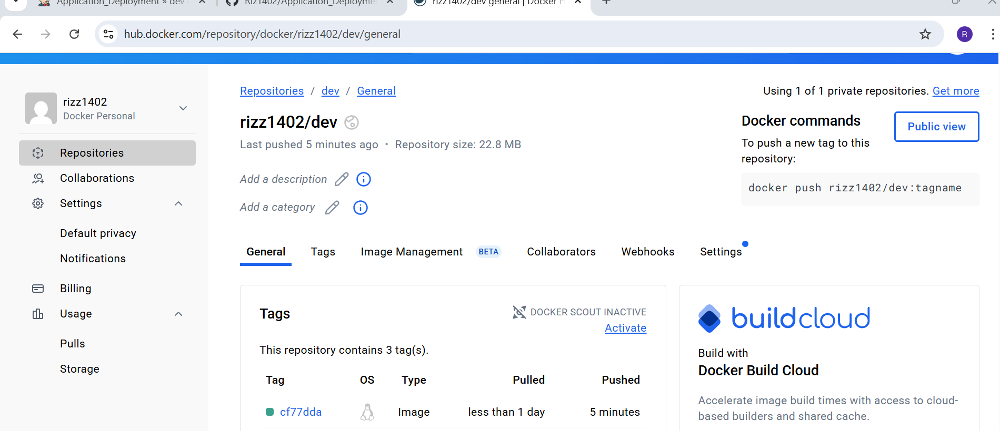 Application_Deployment » dev
Riz1402/Application_Deployme
rizz1402/dev general | Docker H
hub.docker.com/repository/docker/rizz1402/dev/general
R
rizz1402
Docker Personal
Repositories
Collaborations
Settings
Default privacy
Notifications
Billing
Usage
Pulls
Storage
Repositories / dev / General
Using 1 of 1 private repositories. Get more
rizz1402/dev
Last pushed 5 minutes ago • Repository size: 22.8 MB
Add a description
Add a category
Docker commands
Public view
To push a new tag to this
repository:
docker push rizz1402/dev:tagname
General Tags Image Management BETA Collaborators Webhooks Settings
Tags
DOCKER SCOUT INACTIVE
Activate
This repository contains 3 tag(s).
Tag OS Type Pulled Pushed
cf77dda Image less than 1 day 5 minutes
buildcloud
Build with
Docker Build Cloud
Accelerate image build times with access to cloud-
based builders and shared cache.